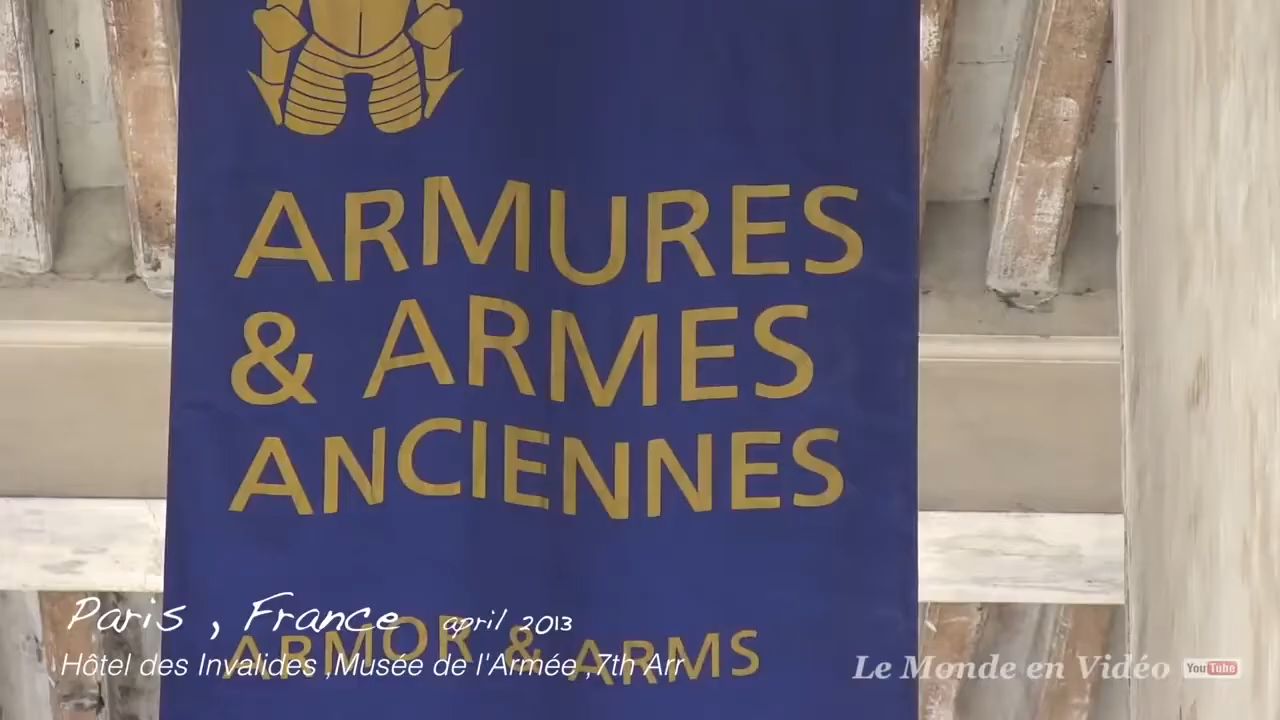 ARMURES
& ARMES
ANCIENNES
ARMOR & ARMS
Paris , France april 2013
Hôtel des Invalides ,Musée de l'Armée ,7th Arr
Le Monde en Vidéo YouTube